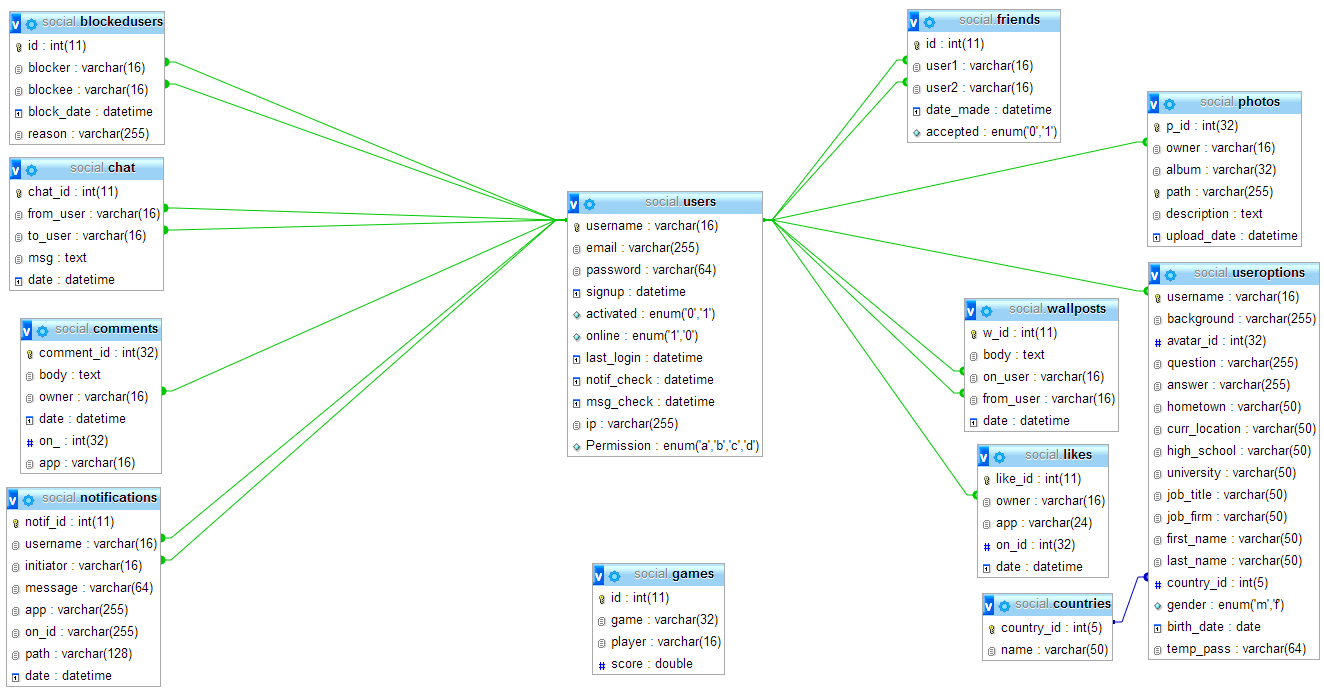 social.blockedusers
id : int(11)
blocker : varchar(16)
blockee : varchar(16)
block_date : datetime
reason : varchar(255)
social.chat
chat_id : int(11)
from_user : varchar(16)
to_user : varchar(16)
msg : text
date : datetime
social.comments
comment_id : int(32)
body : text
owner : varchar(16)
date : datetime
on_ : int(32)
app : varchar(16)
social.notifications
notif_id : int(11)
username : varchar(16)
initiator : varchar(16)
message : varchar(64)
app : varchar(255)
on_id : varchar(255)
path : varchar(128)
date : datetime
social.users
username : varchar(16)
email : varchar(255)
password : varchar(64)
signup : datetime
activated : enum('0','1')
online : enum('1','0')
last_login : datetime
notif_check : datetime
msg_check : datetime
ip : varchar(255)
Permission : enum('a','b','c','d')
social.games
id : int(11)
game : varchar(32)
player : varchar(16)
score : double
social.friends
id : int(11)
user1 : varchar(16)
user2 : varchar(16)
date_made : datetime
accepted : enum('0','1')
social.wallposts
w_id : int(11)
body : text
on_user : varchar(16)
from_user : varchar(16)
date : datetime
social.likes
like_id : int(11)
owner : varchar(16)
app : varchar(24)
on_id : int(32)
date : datetime
social.countries
country_id : int(5)
name : varchar(50)
social.photos
p_id : int(32)
owner : varchar(16)
album : varchar(32)
path : varchar(255)
description : text
upload_date : datetime
social.useroptions
username : varchar(16)
background : varchar(255)
avatar_id : int(32)
question : varchar(255)
answer : varchar(255)
hometown : varchar(50)
curr_location : varchar(50)
high_school : varchar(50)
university : varchar(50)
job_title : varchar(50)
job_firm : varchar(50)
first_name : varchar(50)
last_name : varchar(50)
country_id : int(5)
gender : enum('m','f')
birth_date : date
temp_pass : varchar(64)